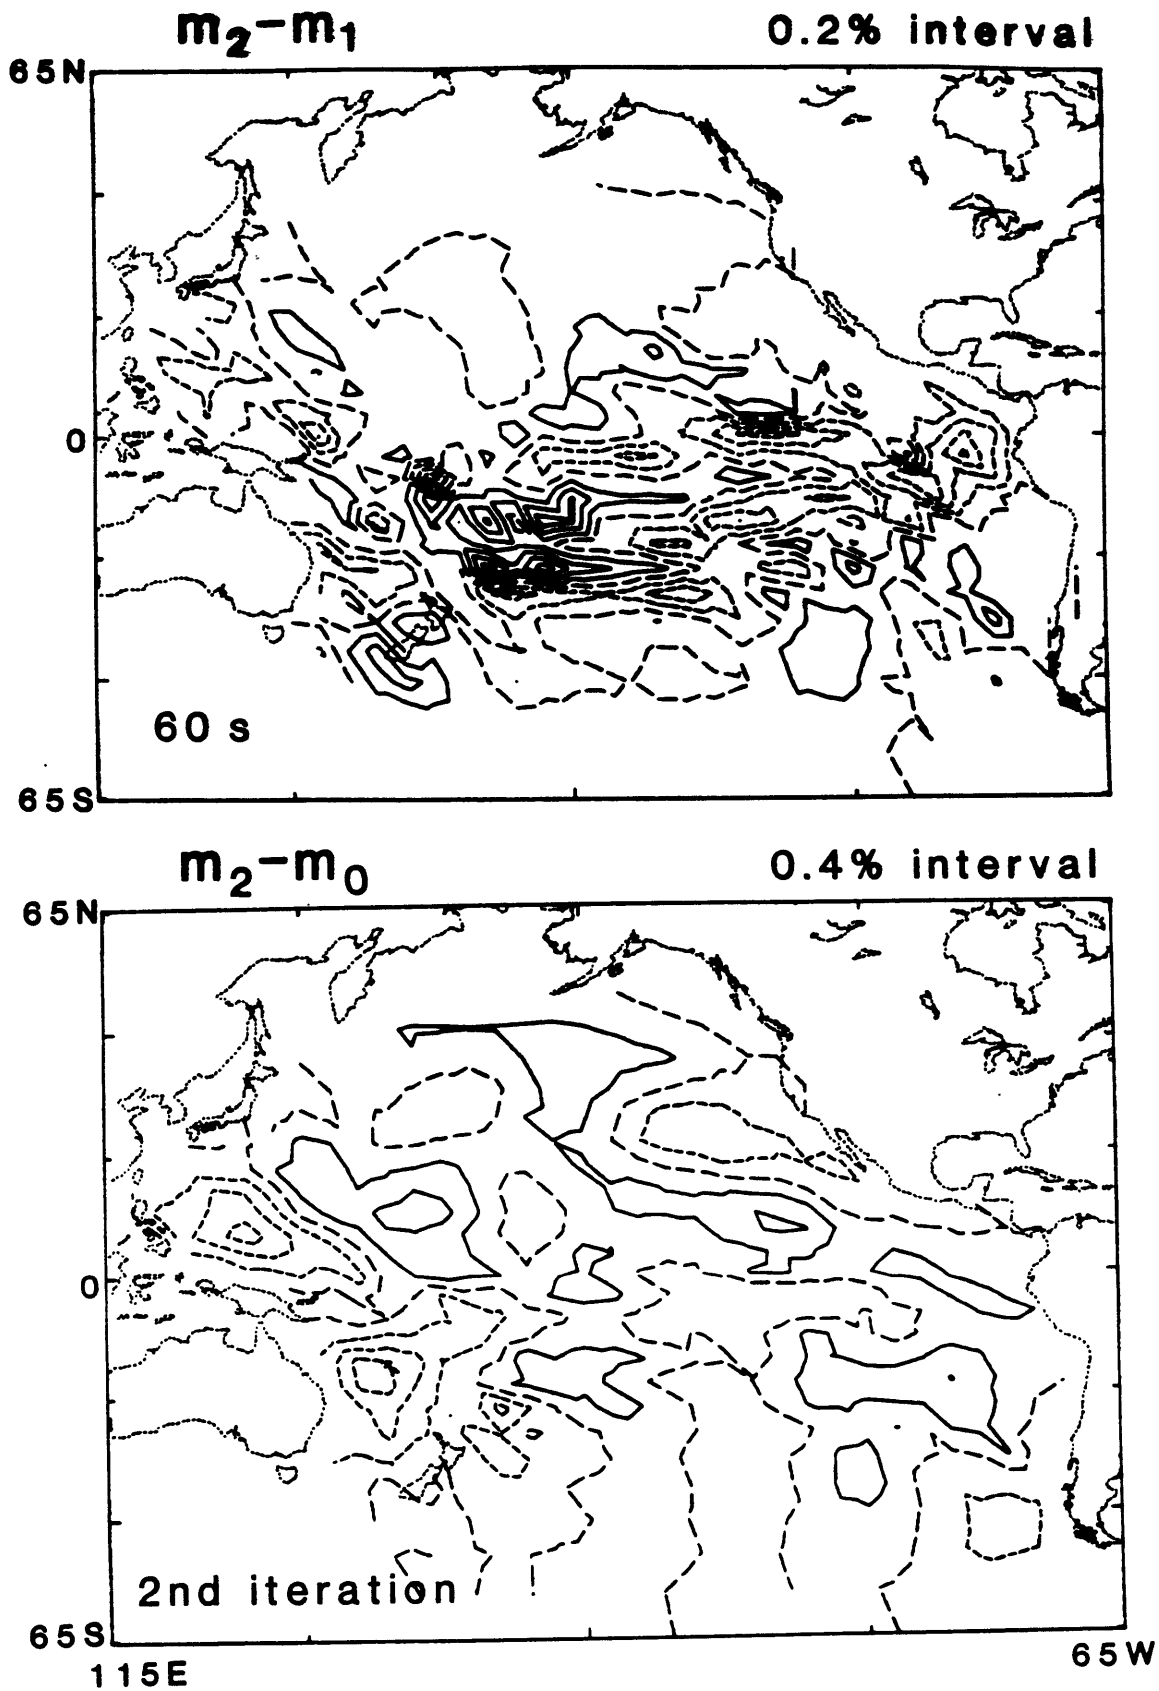 m₂-m₁ 0.2% interval
65N
0
60 s
65S
m₂-m₀ 0.4% interval
65N
0
2nd iteration
65S
115E 65W